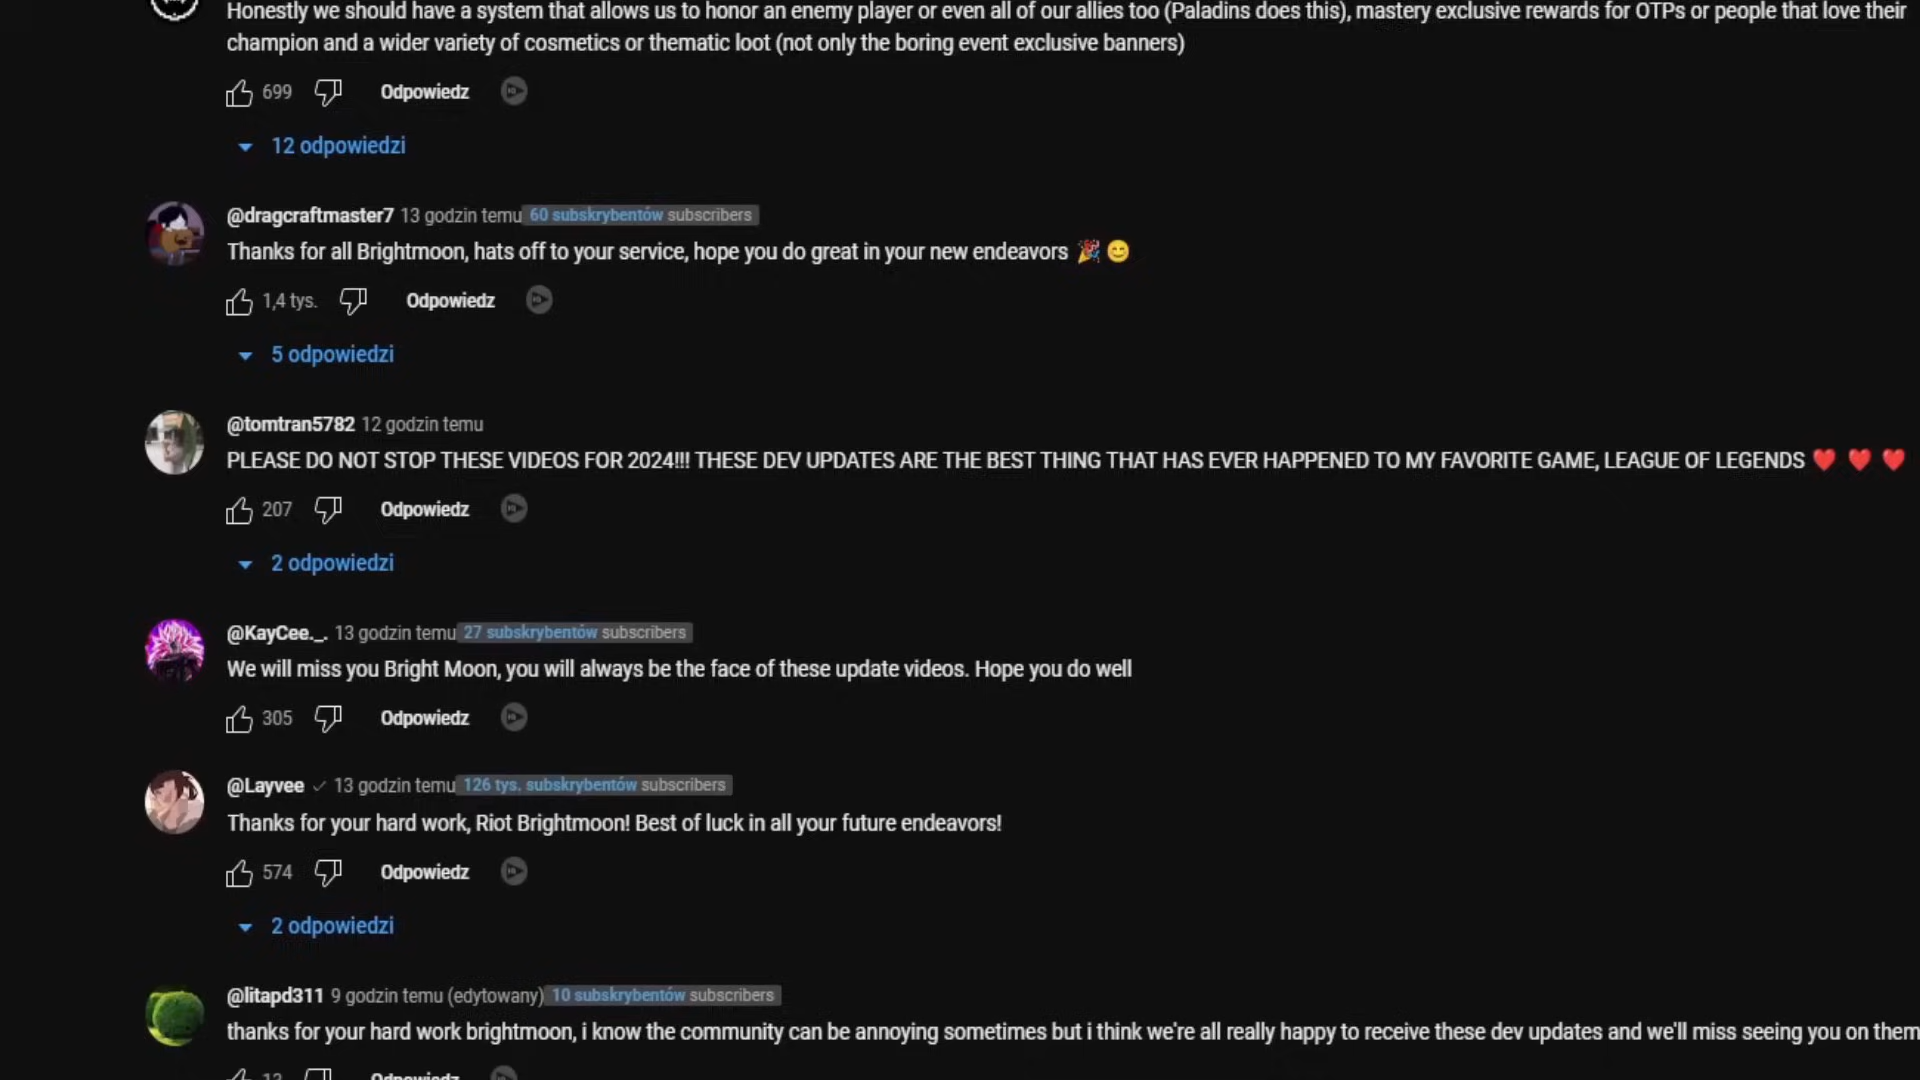 Honestly we should have a system that allows us to honor an enemy player or even all of our allies too (Paladins does this), mastery exclusive rewards for OTPs or people that love their
champion and a wider variety of cosmetics or thematic loot (not only the boring event exclusive banners)
699 Odpowiedz
12 odpowiedzi
@dragcraftmaster7 13 godzin temu 60 subskrybentów subscribers
Thanks for all Brightmoon, hats off to your service, hope you do great in your new endeavors 🎉😊
1,4 tys. Odpowiedz
5 odpowiedzi
@tomtran5782 12 godzin temu
PLEASE DO NOT STOP THESE VIDEOS FOR 2024!!! THESE DEV UPDATES ARE THE BEST THING THAT HAS EVER HAPPENED TO MY FAVORITE GAME, LEAGUE OF LEGENDS ❤️ ❤️ ❤️
207 Odpowiedz
2 odpowiedzi
@KayCee._. 13 godzin temu 27 subskrybentów subscribers
We will miss you Bright Moon, you will always be the face of these update videos. Hope you do well
305 Odpowiedz
@Layvee 13 godzin temu 126 tys. subskrybentów subscribers
Thanks for your hard work, Riot Brightmoon! Best of luck in all your future endeavors!
574 Odpowiedz
2 odpowiedzi
@litapd311 9 godzin temu (edytowany) 10 subskrybentów subscribers
thanks for your hard work brightmoon, i know the community can be annoying sometimes but i think we're all really happy to receive these dev updates and we'll miss seeing you on them
Odpowiedz